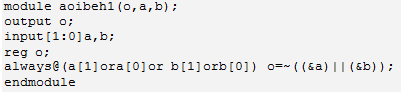 module aoibeh1(o,a,b);
output o;
input[1:0]a,b;
reg o;
always@(a[1]ora[0]or b[1]orb[0]) o=~((&a)||(&b));
endmodule